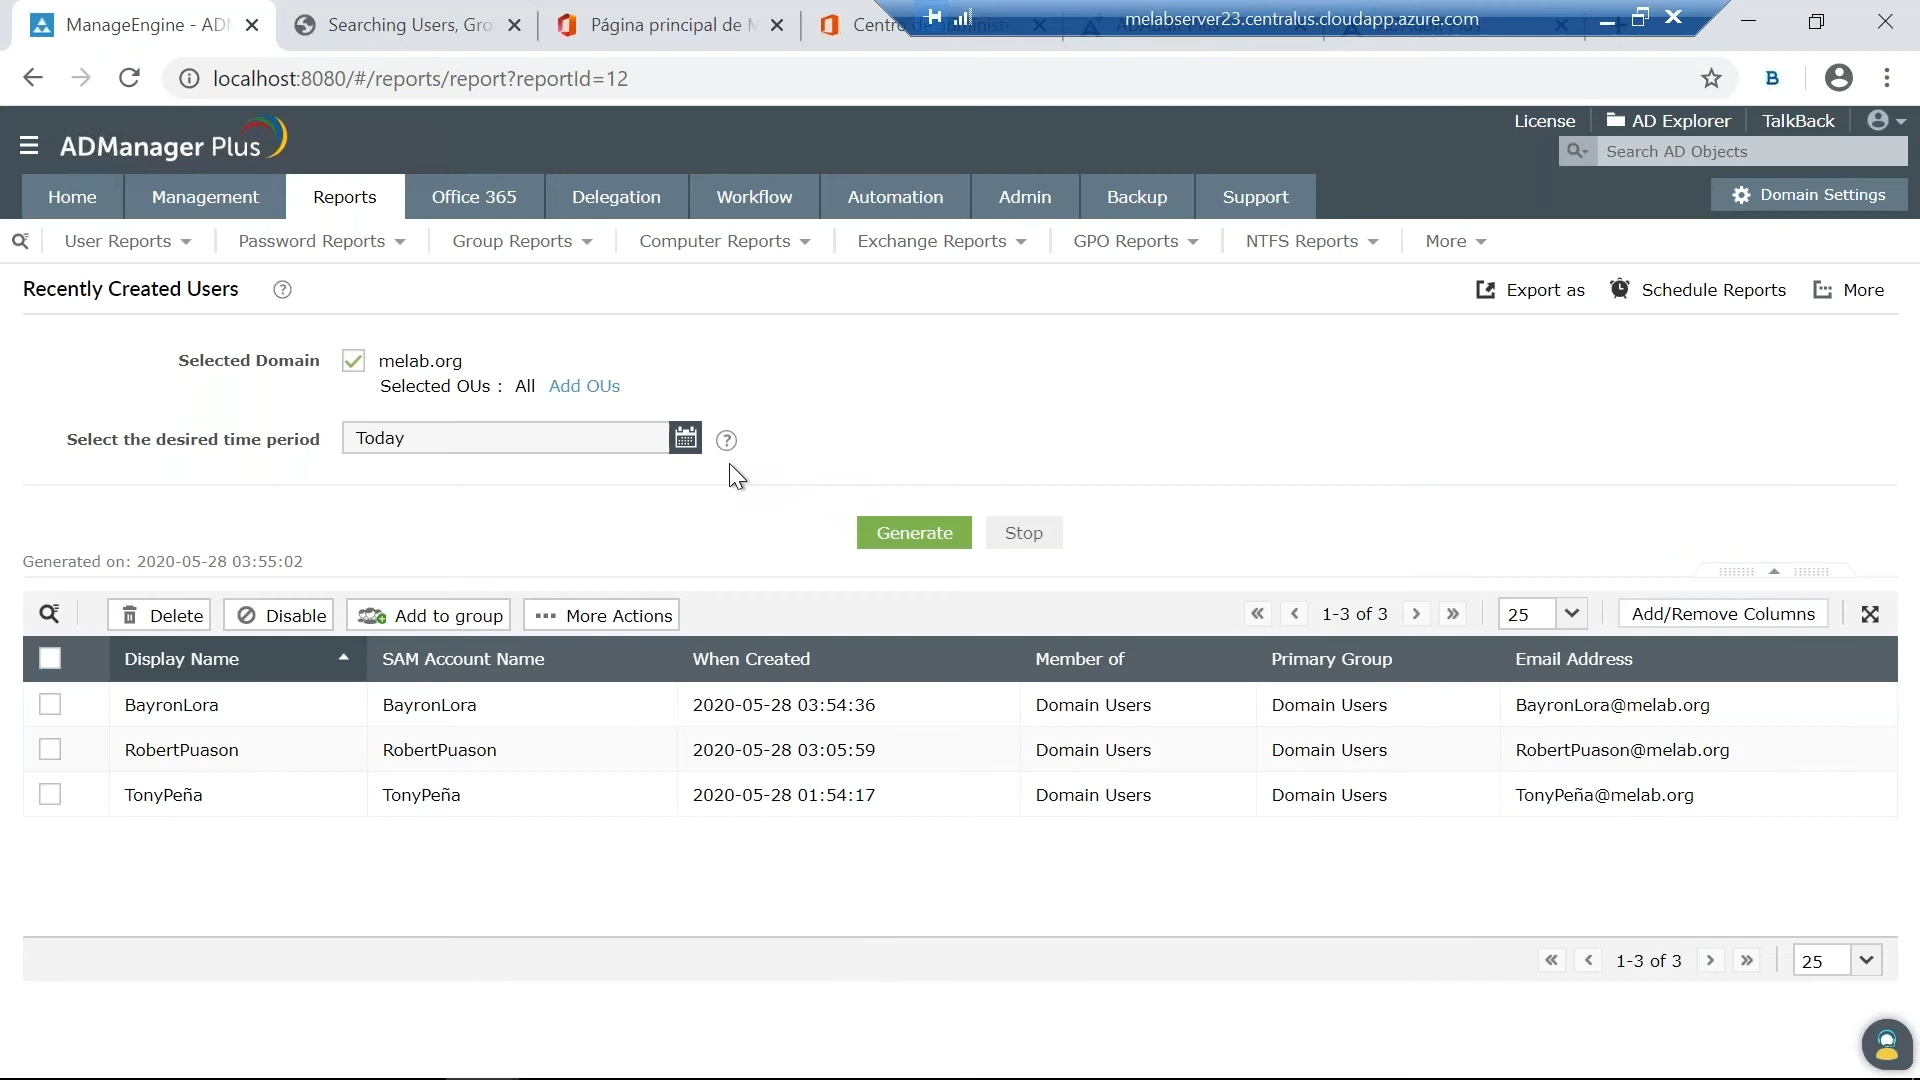 ManageEngine - AD
Searching Users, Gro
Página principal de
melabserver23.centralus.cloudapp.azure.com
localhost:8080/#/reports/report?reportId=12
License
AD Explorer
TalkBack
ADManager Plus
Search AD Objects
Home
Management
Reports
Office 365
Delegation
Workflow
Automation
Admin
Backup
Support
Domain Settings
User Reports
Password Reports
Group Reports
Computer Reports
Exchange Reports
GPO Reports
NTFS Reports
More
Recently Created Users
Export as
Schedule Reports
More
Selected Domain
melab.org
Selected OUs : All Add OUs
Select the desired time period
Today
Generate
Stop
Generated on: 2020-05-28 03:55:02
Delete
Disable
Add to group
More Actions
1-3 of 3
25
Add/Remove Columns
Display Name SAM Account Name When Created Member of Primary Group Email Address
BayronLora BayronLora 2020-05-28 03:54:36 Domain Users Domain Users BayronLora@melab.org
RobertPuason RobertPuason 2020-05-28 03:05:59 Domain Users Domain Users RobertPuason@melab.org
TonyPeña TonyPeña 2020-05-28 01:54:17 Domain Users Domain Users TonyPeña@melab.org
1-3 of 3
25